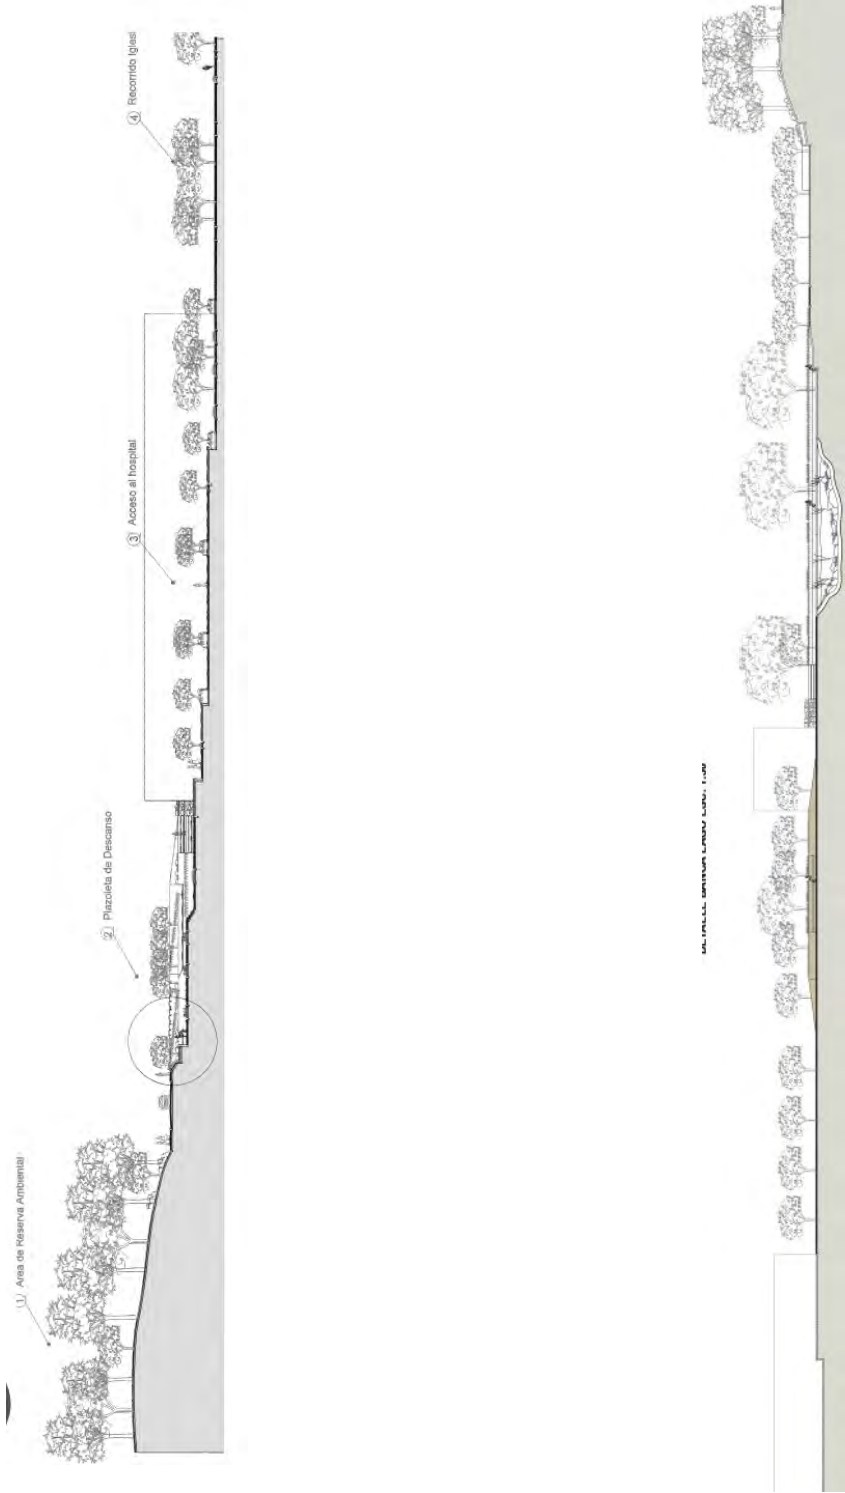 ① Area de Reserva Ambiental
② Plazoleta de Descanso
③ Acceso al hospital
④ Recorrido Iglesi